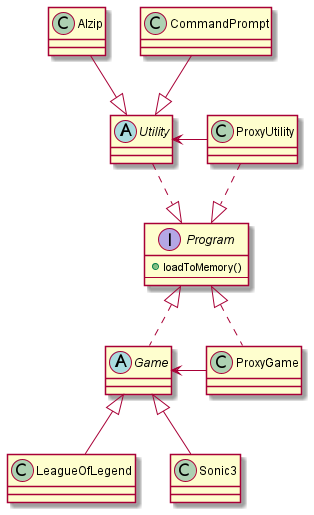 C Alzip
C CommandPrompt
A Utility
C ProxyUtility
I Program
loadToMemory()
A Game
C ProxyGame
C LeagueOfLegend
C Sonic3